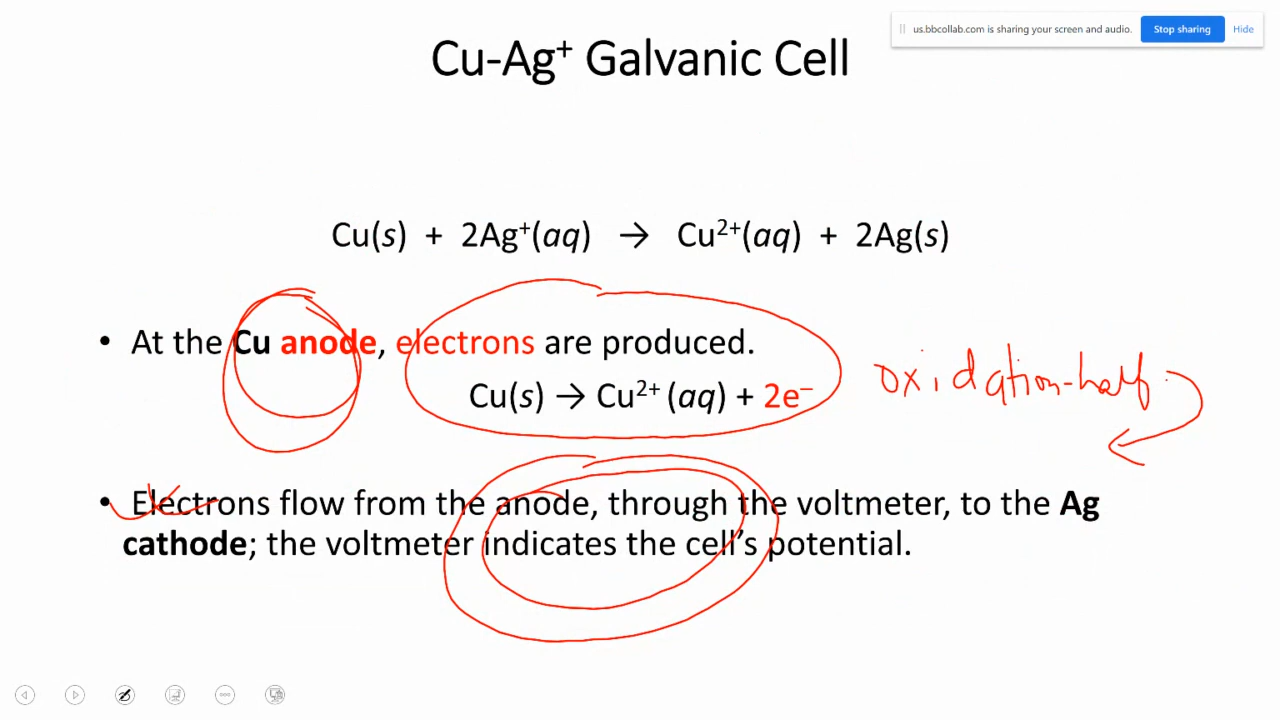 us.bbcollab.com is sharing your screen and audio. Stop sharing Hide
Cu-Ag⁺ Galvanic Cell
Cu(s) + 2Ag⁺(aq) → Cu²⁺(aq) + 2Ag(s)
• At the Cu anode, electrons are produced.
Cu(s) → Cu²⁺ (aq) + 2e⁻
oxidation-half
• Electrons flow from the anode, through the voltmeter, to the Ag
cathode; the voltmeter indicates the cell's potential.